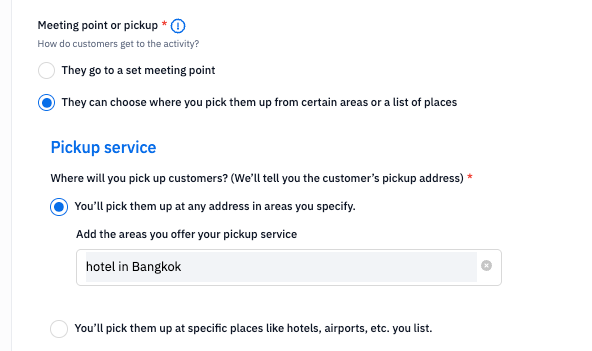 Meeting point or pickup *
How do customers get to the activity?
They go to a set meeting point
They can choose where you pick them up from certain areas or a list of places
Pickup service
Where will you pick up customers? (We'll tell you the customer's pickup address) *
You'll pick them up at any address in areas you specify.
Add the areas you offer your pickup service
hotel in Bangkok
You'll pick them up at specific places like hotels, airports, etc. you list.